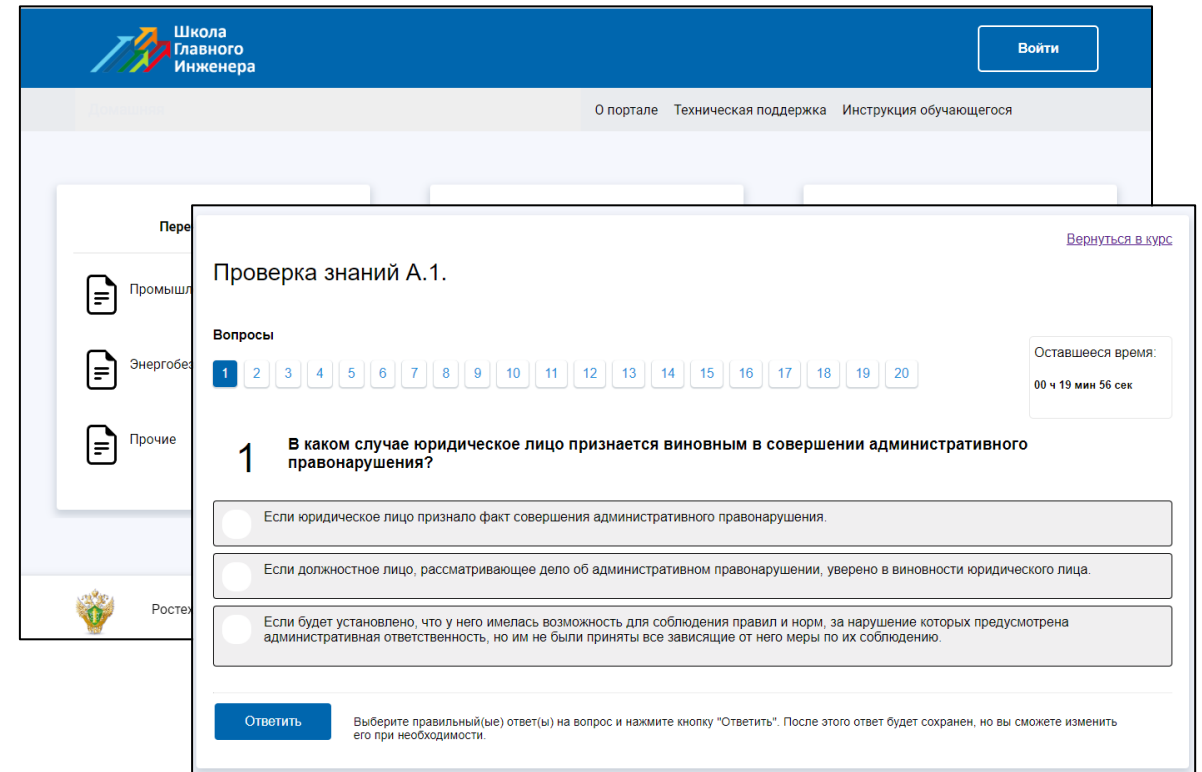 Школа
Главного
Инженера
Войти
О портале Техническая поддержка Инструкция обучающегося
Промышл
Энергобез
Прочие
Вернуться в курс
Проверка знаний А.1.
Вопросы
Оставшееся время:
1 2 3 4 5 6 7 8 9 10 11 12 13 14 15 16 17 18 19 20
00 ч 19 мин 56 сек
1
В каком случае юридическое лицо признается виновным в совершении административного
правонарушения?
Если юридическое лицо признало факт совершения административного правонарушения.
Если должностное лицо, рассматривающее дело об административном правонарушении, уверено в виновности юридического лица.
Если будет установлено, что у него имелась возможность для соблюдения правил и норм, за нарушение которых предусмотрена
административная ответственность, но им не были приняты все зависящие от него меры по их соблюдению.
Ответить
Выберите правильный(ые) ответ(ы) на вопрос и нажмите кнопку "Ответить". После этого ответ будет сохранен, но вы сможете изменить
его при необходимости.